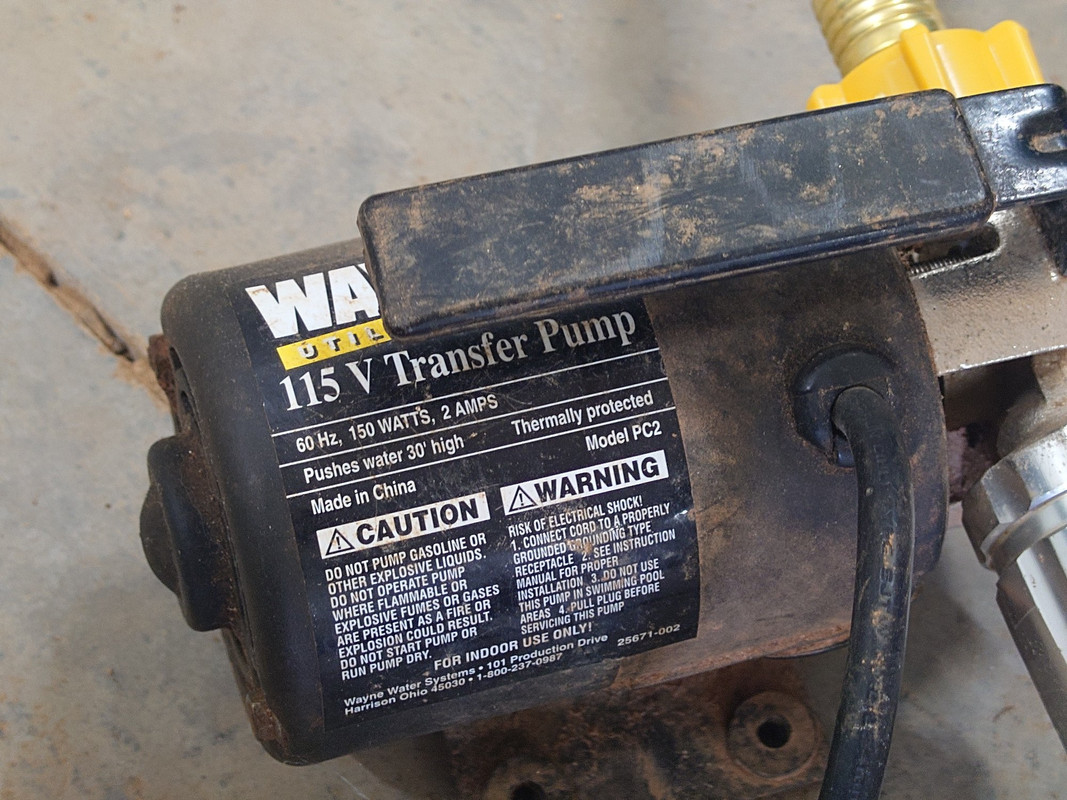 WA
UTIL
115 V Transfer Pump
60 Hz, 150 WATTS, 2 AMPS
Pushes water 30' high Thermally protected
Made in China Model PC2
CAUTION
DO NOT PUMP GASOLINE OR
OTHER EXPLOSIVE LIQUIDS.
DO NOT OPERATE PUMP
WHERE FLAMMABLE OR
EXPLOSIVE FUMES OR GASES
ARE PRESENT AS A FIRE OR
EXPLOSION COULD RESULT.
DO NOT START PUMP OR
RUN PUMP DRY.
WARNING
RISK OF ELECTRICAL SHOCK!
1. CONNECT CORD TO A PROPERLY
GROUNDED GROUNDING TYPE
RECEPTACLE 2. SEE INSTRUCTION
MANUAL FOR PROPER
INSTALLATION 3. DO NOT USE
THIS PUMP IN SWIMMING POOL
AREAS 4. PULL PLUG BEFORE
SERVICING THIS PUMP
FOR INDOOR USE ONLY!
Wayne Water Systems • 101 Production Drive 25671-002
Harrison Ohio 45030 • 1-800-237-0987